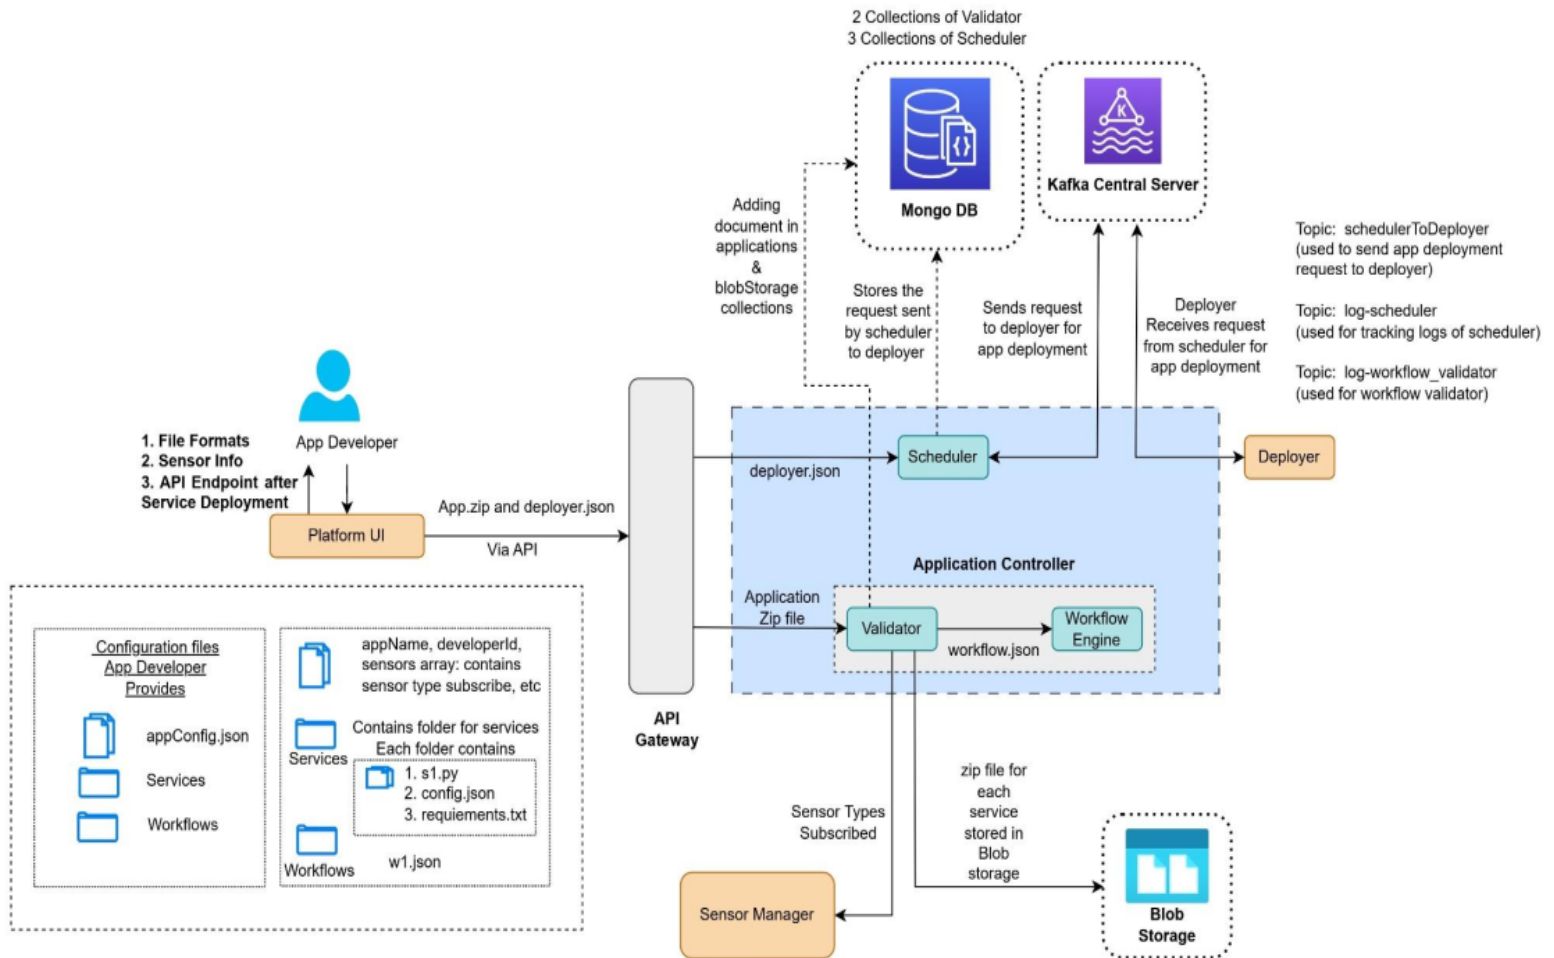 2 Collections of Validator
3 Collections of Scheduler
Mongo DB
Kafka Central Server
Adding
document in
applications
&
blobStorage
collections
Stores the
request sent
by scheduler
to deployer
Sends request
to deployer for
app deployment
Deployer
Receives request
from scheduler for
app deployment
Topic: schedulerToDeployer
(used to send app deployment
request to deployer)
Topic: log-scheduler
(used for tracking logs of scheduler)
Topic: log-workflow_validator
(used for workflow validator)
App Developer
1. File Formats
2. Sensor Info
3. API Endpoint after
Service Deployment
Platform UI
App.zip and deployer.json
Via API
API
Gateway
deployer.json
Scheduler
Deployer
Application Controller
Application
Zip file
Validator
workflow.json
Workflow
Engine
Configuration files
App Developer
Provides
appConfig.json
Services
Workflows
appName, developerId,
sensors array: contains
sensor type subscribe, etc
Contains folder for services
Each folder contains
Services
1. s1.py
2. config.json
3. requiements.txt
Workflows
w1.json
Sensor Types
Subscribed
Sensor Manager
zip file for
each
service
stored in
Blob
storage
Blob
Storage